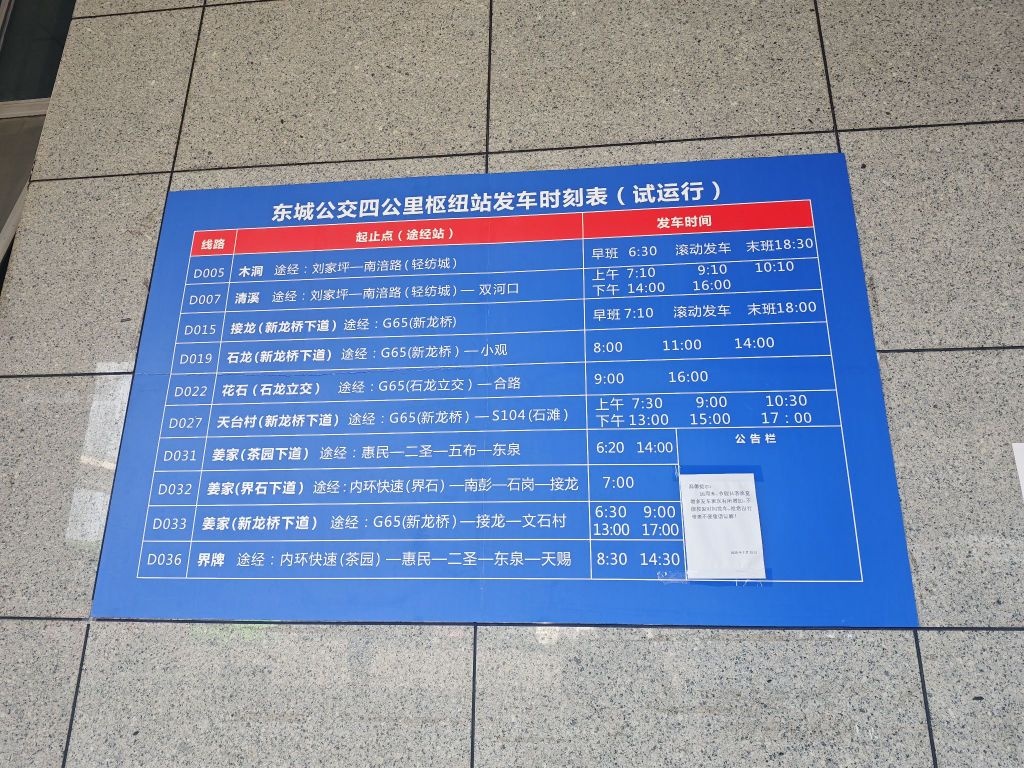 东城公交四公里枢纽站发车时刻表（试运行）
线路 起止点（途经站） 发车时间
D005 木洞 途经：刘家坪—南涪路(轻纺城) 早班 6:30 滚动发车 末班18:30
D007 清溪 途经：刘家坪—南涪路(轻纺城)— 双河口 上午 7:10 9:10 10:10
下午 14:00 16:00
D015 接龙(新龙桥下道) 途经：G65(新龙桥) 早班 7:10 滚动发车 末班18:00
D019 石龙(新龙桥下道) 途经：G65(新龙桥)—小观 8:00 11:00 14:00
D022 花石(石龙立交) 途经：G65(石龙立交)—合路 9:00 16:00
D027 天台村(新龙桥下道) 途经：G65(新龙桥)—S104(石滩) 上午 7:30 9:00 10:30
下午 13:00 15:00 17：00
D031 姜家(茶园下道) 途经：惠民—二圣—五布—东泉 6:20 14:00
公告栏
D032 姜家(界石下道) 途经:内环快速(界石)—南彭—石岗—接龙 7:00
D033 姜家(新龙桥下道) 途经：G65(新龙桥)—接龙—文石村 6:30 9:00
13:00 17:00
D036 界牌 途经：内环快速(茶园)—惠民—二圣—东泉—天赐 8:30 14:30
温馨提示：